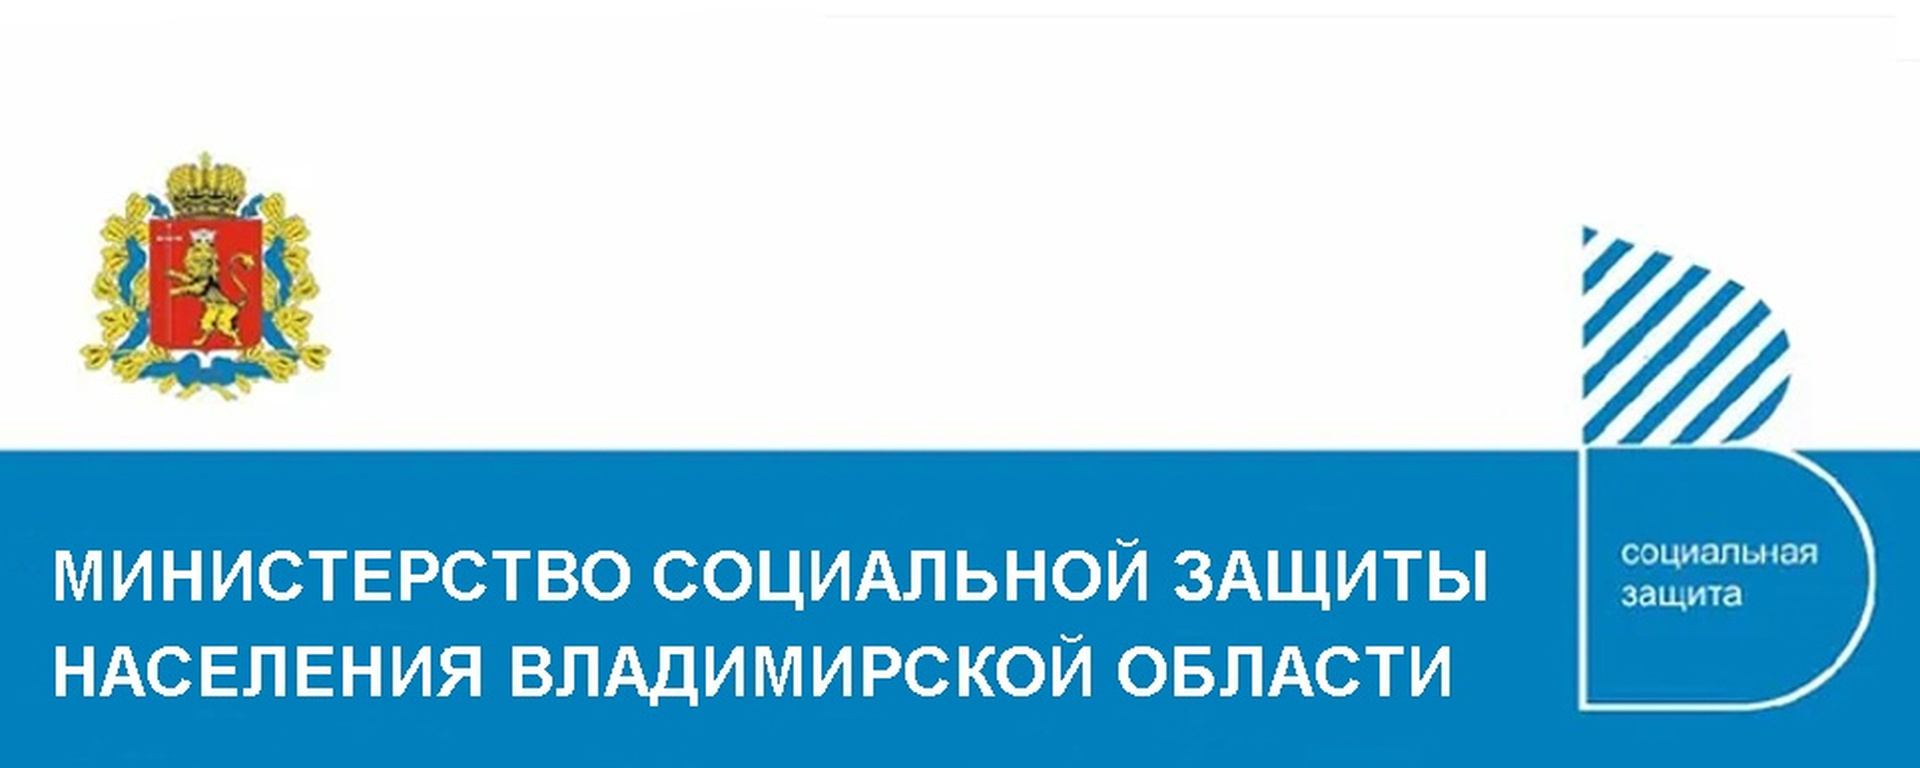 МИНИСТЕРСТВО СОЦИАЛЬНОЙ ЗАЩИТЫ
НАСЕЛЕНИЯ ВЛАДИМИРСКОЙ ОБЛАСТИ
социальная
защита